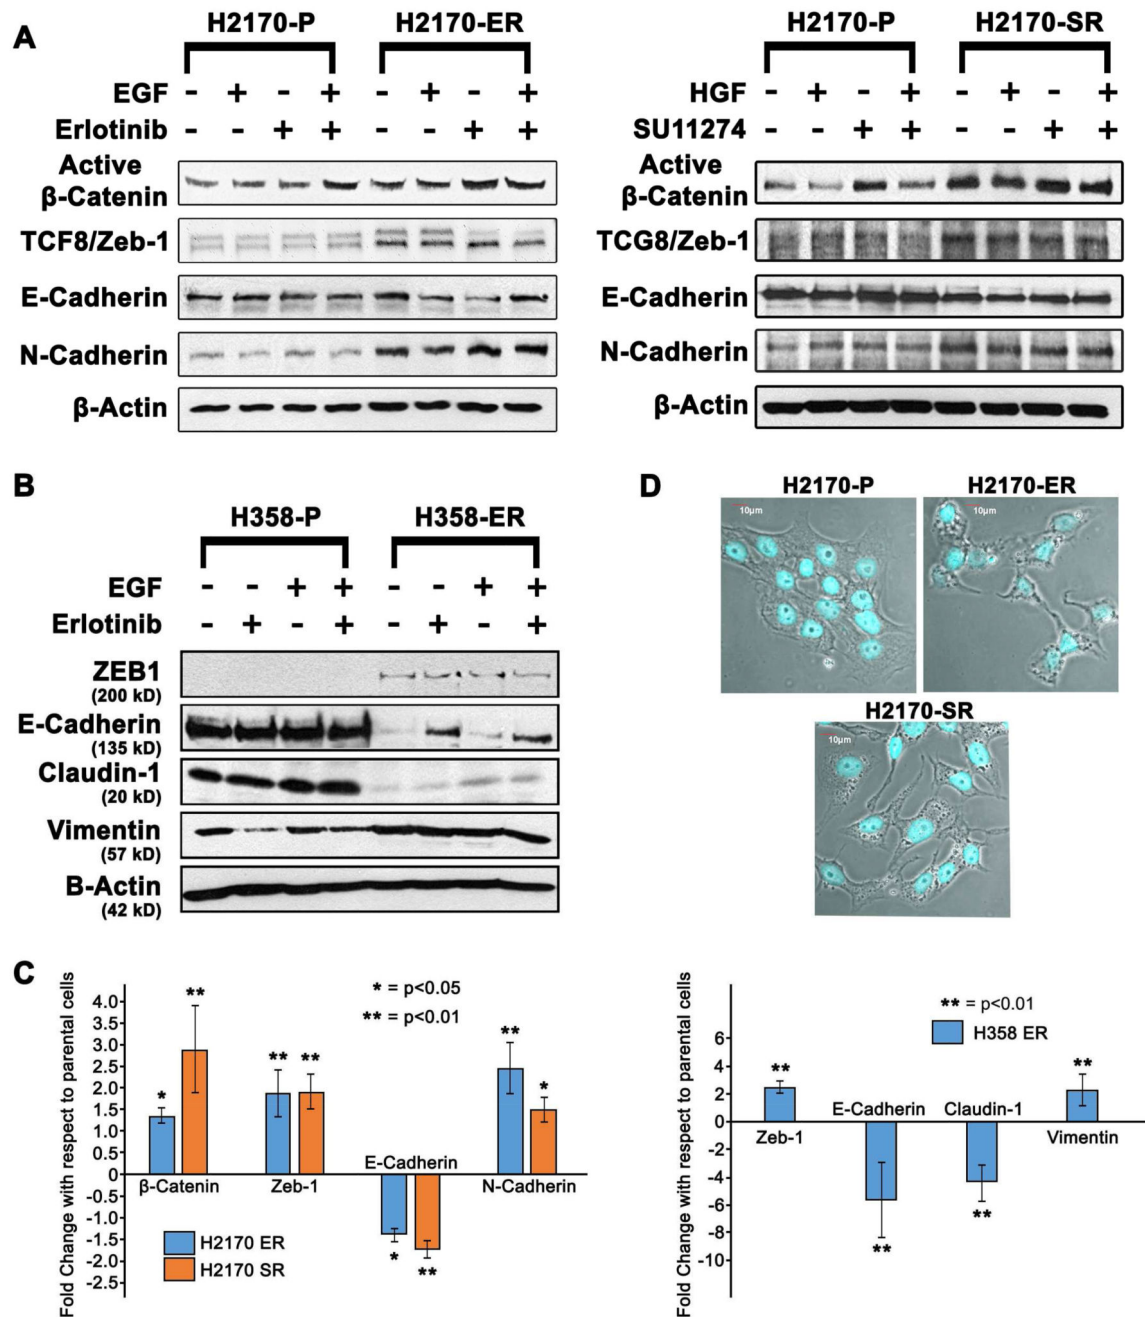 A
H2170-P H2170-ER
EGF - + - + - + - +
Erlotinib - - + + - - + +
Active
β-Catenin
TCF8/Zeb-1
E-Cadherin
N-Cadherin
β-Actin
H2170-P H2170-SR
HGF - + - + - + - +
SU11274 - - + + - - + +
Active
β-Catenin
TCG8/Zeb-1
E-Cadherin
N-Cadherin
β-Actin
B
H358-P H358-ER
EGF - - + + - - + +
Erlotinib - + - + - + - +
ZEB1
(200 kD)
E-Cadherin
(135 kD)
Claudin-1
(20 kD)
Vimentin
(57 kD)
B-Actin
(42 kD)
D
H2170-P H2170-ER
10μm 10μm
H2170-SR
10μm
C
Fold Change with respect to parental cells
4.0
3.5
3.0
2.5
2.0
1.5
1.0
0.5
0
-0.5
-1.0
-1.5
-2.0
-2.5
* = p<0.05
** = p<0.01
* ** ** ** ** *
E-Cadherin
β-Catenin Zeb-1 N-Cadherin
* **
H2170 ER
H2170 SR
Fold Change with respect to parental cells
6
4
2
0
-2
-4
-6
-8
-10
** = p<0.01
H358 ER
** **
E-Cadherin Claudin-1
Zeb-1 Vimentin
** **